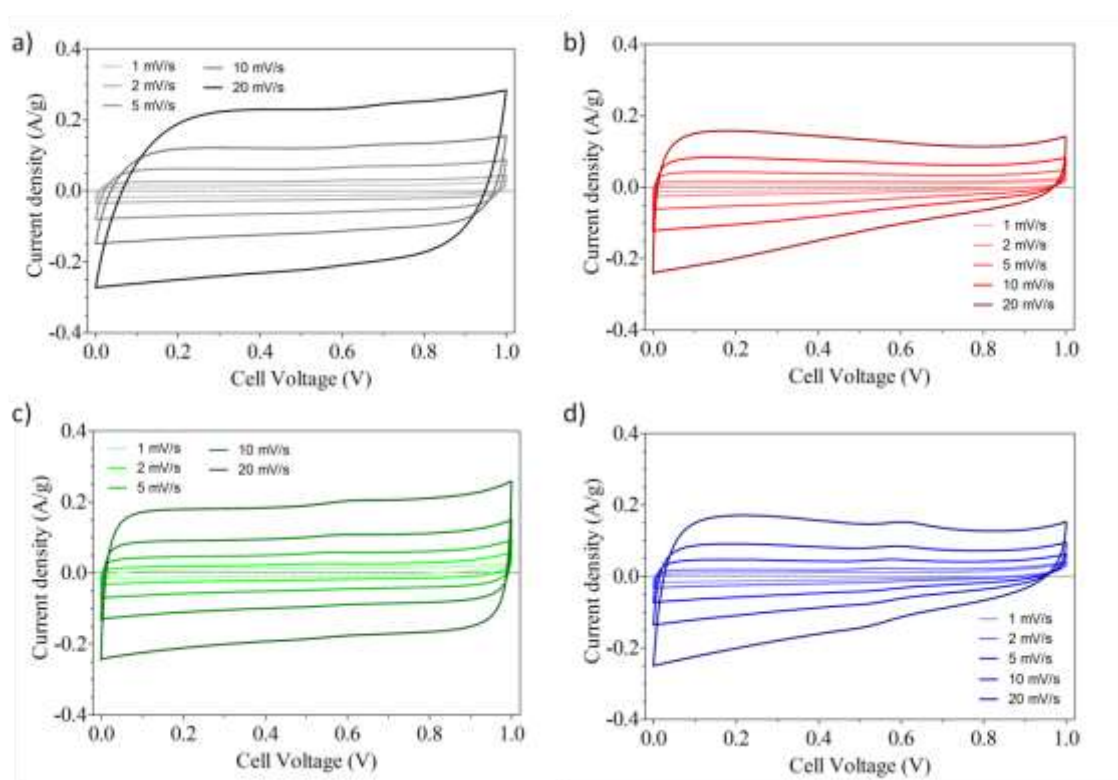 a)
0.4
0.2
0.0
-0.2
-0.4
Current density (A/g)
1 mV/s
2 mV/s
5 mV/s
10 mV/s
20 mV/s
0.0 0.2 0.4 0.6 0.8 1.0
Cell Voltage (V)
b)
0.4
0.2
0.0
-0.2
-0.4
Current density (A/g)
1 mV/s
2 mV/s
5 mV/s
10 mV/s
20 mV/s
0.0 0.2 0.4 0.6 0.8 1.0
Cell Voltage (V)
c)
0.4
0.2
0.0
-0.2
-0.4
Current density (A/g)
1 mV/s
2 mV/s
5 mV/s
10 mV/s
20 mV/s
0.0 0.2 0.4 0.6 0.8 1.0
Cell Voltage (V)
d)
0.4
0.2
0.0
-0.2
-0.4
Current density (A/g)
1 mV/s
2 mV/s
5 mV/s
10 mV/s
20 mV/s
0.0 0.2 0.4 0.6 0.8 1.0
Cell Voltage (V)